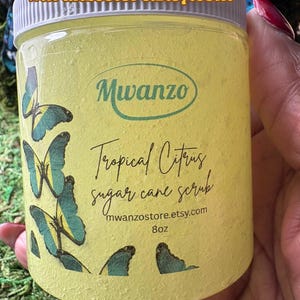 Mwanzo
Tropical Citrus
sugar cane scrub
mwanzostore.etsy.com
8oz